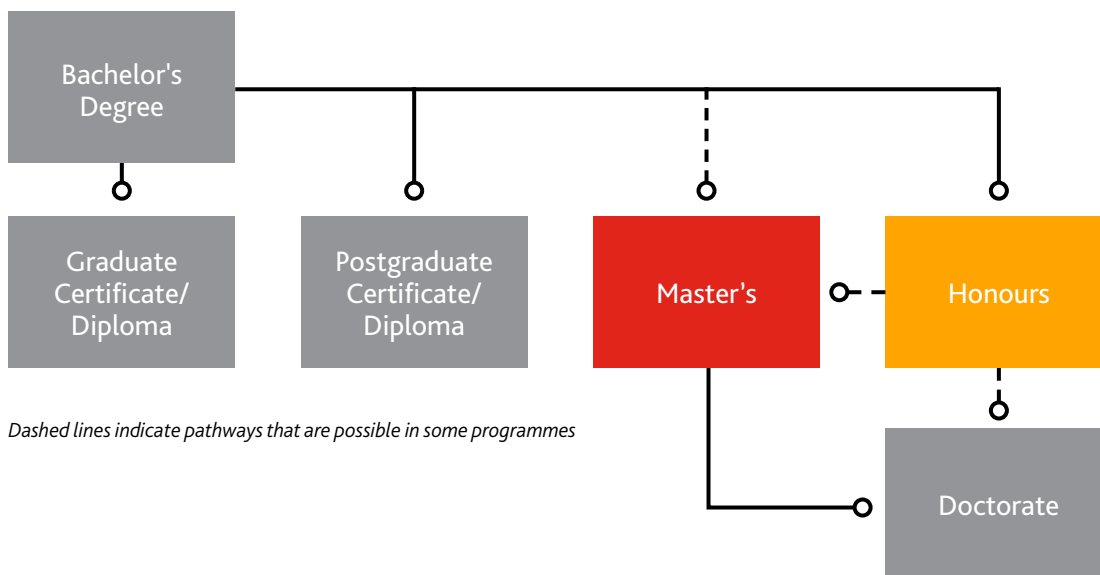 Bachelor's
Degree
Graduate
Certificate/
Diploma
Postgraduate
Certificate/
Diploma
Master’s
Honours
Dashed lines indicate pathways that are possible in some programmes
Doctorate